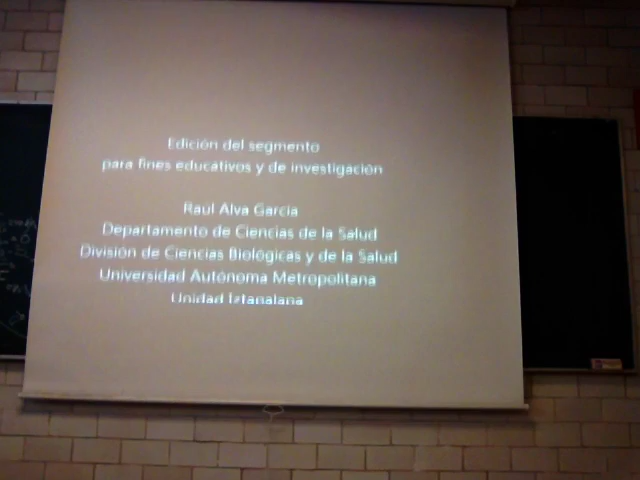 Edición del segmento
para fines educativos y de investigación
Raul Alva García
Departamento de Ciencias de la Salud
División de Ciencias Biológicas y de la Salud
Universidad Autónoma Metropolitana
Unidad Iztapalapa